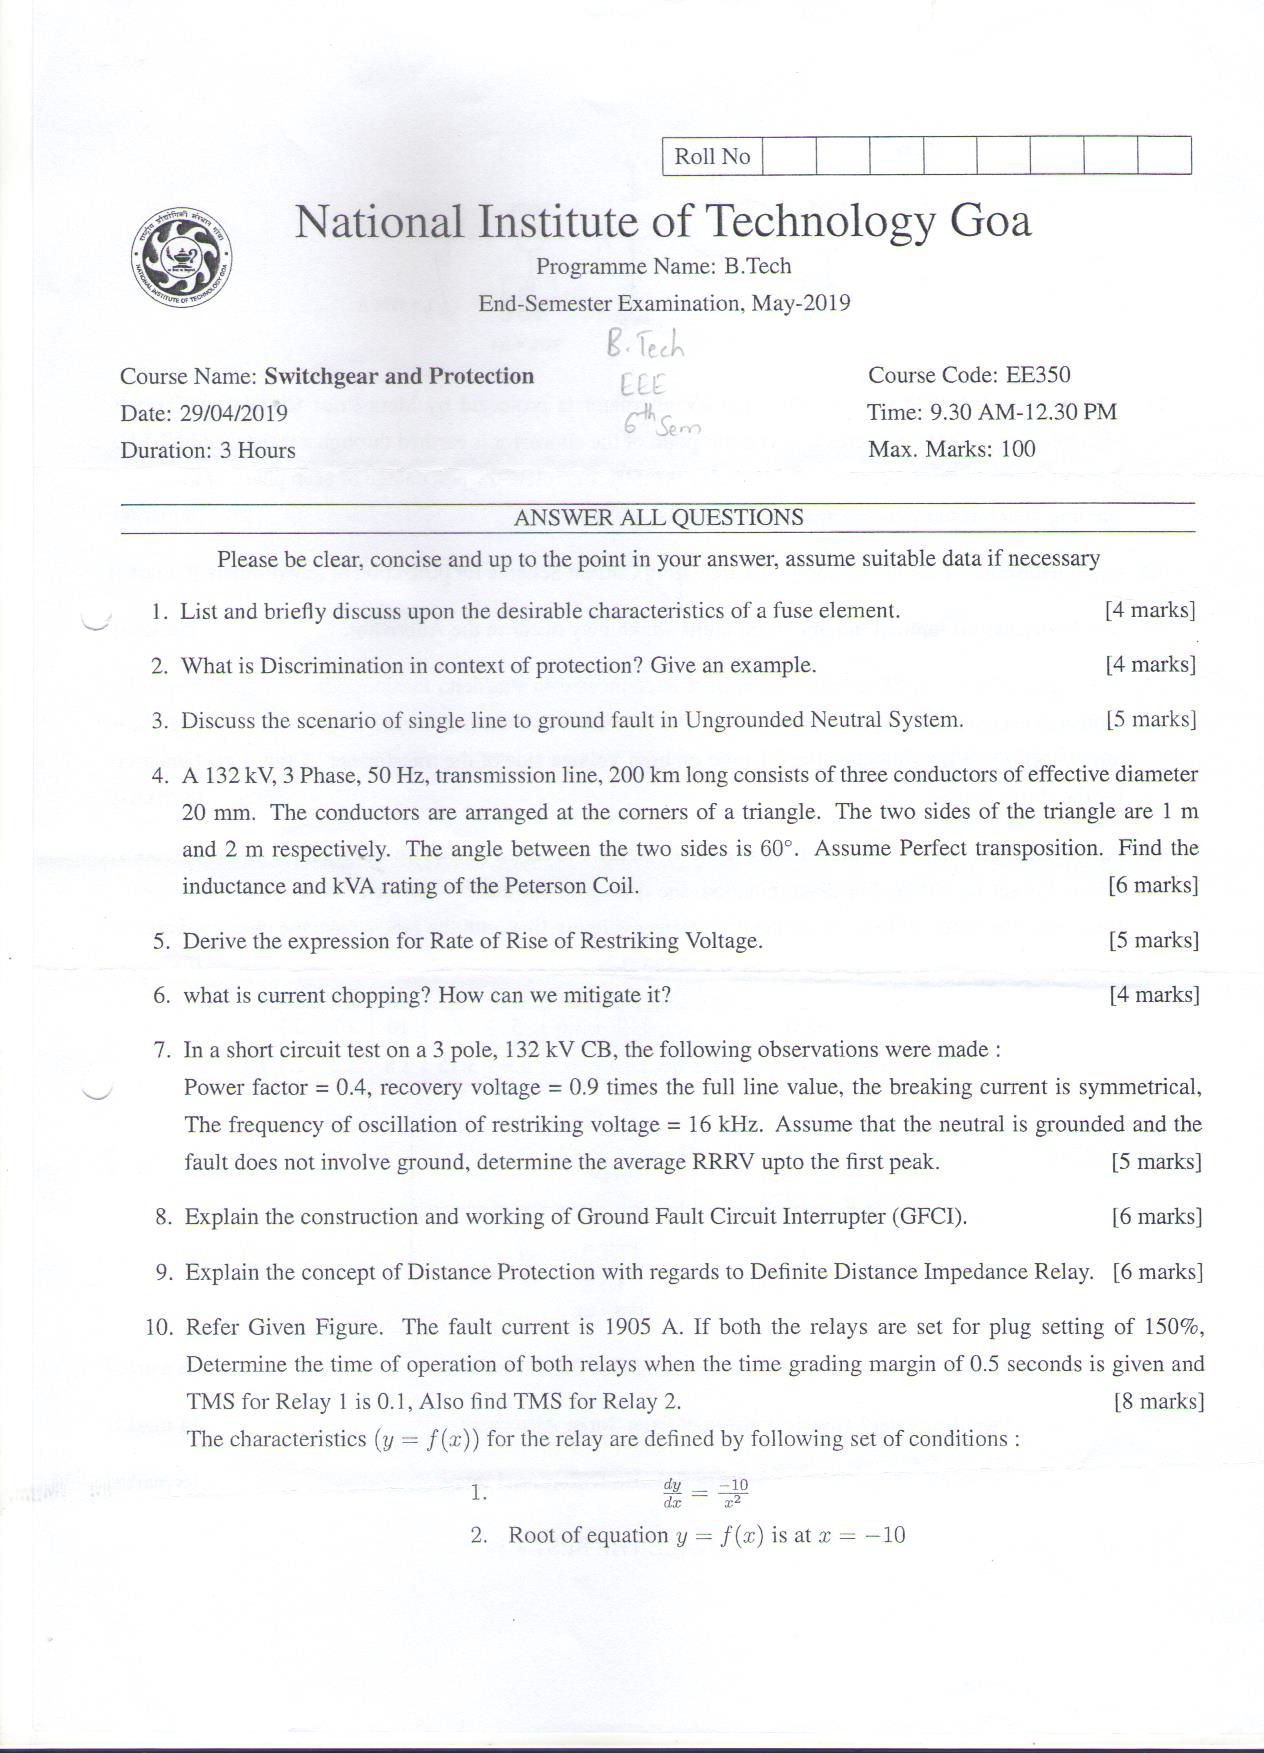 Roll No
National Institute of Technology Goa
Programme Name: B.Tech
End-Semester Examination, May-2019
B.Tech
EEE
6th Sem
Course Name: Switchgear and Protection
Course Code: EE350
Date: 29/04/2019
Time: 9.30 AM-12.30 PM
Duration: 3 Hours
Max. Marks: 100
ANSWER ALL QUESTIONS
Please be clear, concise and up to the point in your answer, assume suitable data if necessary
1. List and briefly discuss upon the desirable characteristics of a fuse element. [4 marks]
2. What is Discrimination in context of protection? Give an example. [4 marks]
3. Discuss the scenario of single line to ground fault in Ungrounded Neutral System. [5 marks]
4. A 132 kV, 3 Phase, 50 Hz, transmission line, 200 km long consists of three conductors of effective diameter
20 mm. The conductors are arranged at the corners of a triangle. The two sides of the triangle are 1 m
and 2 m respectively. The angle between the two sides is 60°. Assume Perfect transposition. Find the
inductance and kVA rating of the Peterson Coil. [6 marks]
5. Derive the expression for Rate of Rise of Restriking Voltage. [5 marks]
6. what is current chopping? How can we mitigate it? [4 marks]
7. In a short circuit test on a 3 pole, 132 kV CB, the following observations were made :
Power factor = 0.4, recovery voltage = 0.9 times the full line value, the breaking current is symmetrical,
The frequency of oscillation of restriking voltage = 16 kHz. Assume that the neutral is grounded and the
fault does not involve ground, determine the average RRRV upto the first peak. [5 marks]
8. Explain the construction and working of Ground Fault Circuit Interrupter (GFCI). [6 marks]
9. Explain the concept of Distance Protection with regards to Definite Distance Impedance Relay. [6 marks]
10. Refer Given Figure. The fault current is 1905 A. If both the relays are set for plug setting of 150%,
Determine the time of operation of both relays when the time grading margin of 0.5 seconds is given and
TMS for Relay 1 is 0.1, Also find TMS for Relay 2. [8 marks]
The characteristics (y = f(x)) for the relay are defined by following set of conditions :
1. dy/dx = -10/x²
2. Root of equation y = f(x) is at x = −10